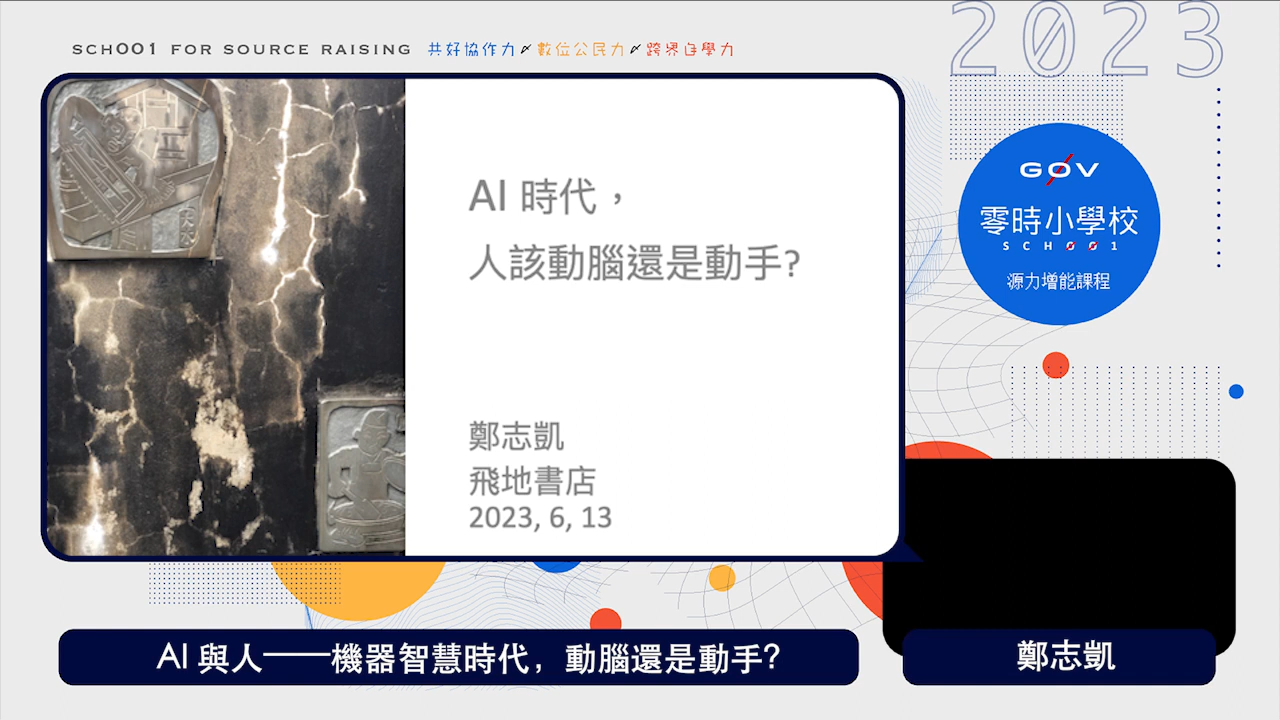 SCH001 FOR SOURCE RAISING 共好協作力 數位公民力 跨界自學力
2023
AI 時代，
人該動腦還是動手?
鄭志凱
飛地書店
2023, 6, 13
G0V
零時小學校
SCH001
源力增能課程
AI 與人——機器智慧時代，動腦還是動手？
鄭志凱